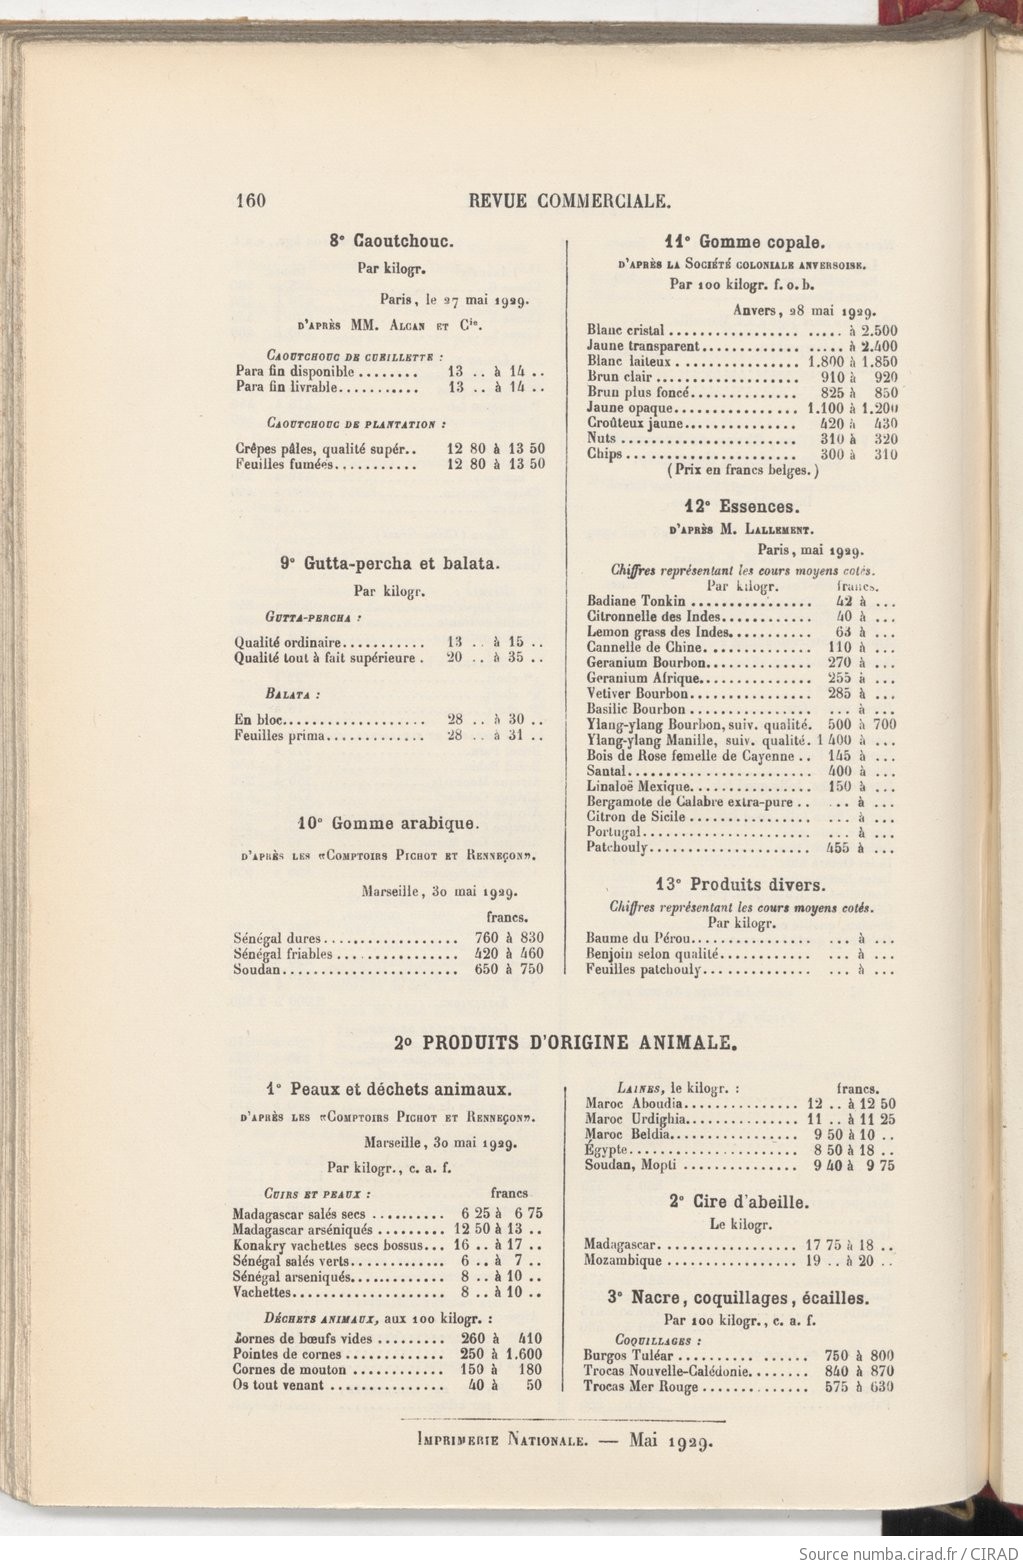 160
REVUE COMMERCIALE.
8° Caoutchouc.
Par kilogr.
Paris, le 27 mai 1929.
D'APRÈS MM. ALCAN ET Cie.
CAOUTCHOUC DE CUEILLETTE :
Para fin disponible ........ 13 .. à 14 ..
Para fin livrable........... 13 .. à 14 ..
CAOUTCHOUC DE PLANTATION :
Crêpes pâles, qualité supér.. 12 80 à 13 50
Feuilles fumées........... 12 80 à 13 50
9° Gutta-percha et balata.
Par kilogr.
GUTTA-PERCHA :
Qualité ordinaire........... 13 .. à 15 ..
Qualité tout à fait supérieure . 20 .. à 35 ..
BALATA :
En bloc.................. 28 .. à 30 ..
Feuilles prima............. 28 .. à 31 ..
10° Gomme arabique.
D'APRÈS LES «COMPTOIRS PICHOT ET RENNEÇON».
Marseille, 30 mai 1929.
francs.
Sénégal dures.................. 760 à 830
Sénégal friables ................ 420 à 460
Soudan....................... 650 à 750
11° Gomme copale.
D'APRÈS LA SOCIÉTÉ COLONIALE ANVERSOISE.
Par 100 kilogr. f. o. b.
Anvers, 28 mai 1929.
Blanc cristal ................. ..... à 2.500
Jaune transparent............. ..... à 2.400
Blanc laiteux ................ 1.800 à 1.850
Brun clair ................... 910 à 920
Brun plus foncé.............. 825 à 850
Jaune opaque................ 1.100 à 1.200
Croûteux jaune............... 420 à 430
Nuts ....................... 310 à 320
Chips ...................... 300 à 310
(Prix en francs belges.)
12° Essences.
D'APRÈS M. LALLEMENT.
Paris, mai 1929.
Chiffres représentant les cours moyens cotés.
Par kilogr. francs.
Badiane Tonkin ................ 42 à ...
Citronnelle des Indes............ 40 à ...
Lemon grass des Indes........... 63 à ...
Cannelle de Chine.............. 110 à ...
Geranium Bourbon.............. 270 à ...
Geranium Afrique............... 255 à ...
Vetiver Bourbon................ 285 à ...
Basilic Bourbon ................ ... à ...
Ylang-ylang Bourbon, suiv. qualité. 500 à 700
Ylang-ylang Manille, suiv. qualité. 1 400 à ...
Bois de Rose femelle de Cayenne .. 145 à ...
Santal........................ 400 à ...
Linaloë Mexique................ 150 à ...
Bergamote de Calabre extra-pure .. ... à ...
Citron de Sicile ................ ... à ...
Portugal...................... ... à ...
Patchouly..................... 455 à ...
13° Produits divers.
Chiffres représentant les cours moyens cotés.
Par kilogr.
Baume du Pérou................ ... à ...
Benjoin selon qualité............ ... à ...
Feuilles patchouly.............. ... à ...
2° PRODUITS D'ORIGINE ANIMALE.
1° Peaux et déchets animaux.
D'APRÈS LES «COMPTOIRS PICHOT ET RENNEÇON».
Marseille, 30 mai 1929.
Par kilogr., c. a. f.
CUIRS ET PEAUX : francs
Madagascar salés secs .......... 6 25 à 6 75
Madagascar arséniqués ......... 12 50 à 13 ..
Konakry vachettes secs bossus... 16 .. à 17 ..
Sénégal salés verts............. 6 .. à 7 ..
Sénégal arseniqués............. 8 .. à 10 ..
Vachettes.................... 8 .. à 10 ..
DÉCHETS ANIMAUX, aux 100 kilogr. :
Cornes de bœufs vides ......... 260 à 410
Pointes de cornes ............. 250 à 1.600
Cornes de mouton ............ 150 à 180
Os tout venant ............... 40 à 50
LAINES, le kilogr. : francs.
Maroc Aboudia............... 12 .. à 12 50
Maroc Urdighia............... 11 .. à 11 25
Maroc Beldia................. 9 50 à 10 ..
Égypte...................... 8 50 à 18 ..
Soudan, Mopti ............... 9 40 à 9 75
2° Cire d'abeille.
Le kilogr.
Madagascar.................. 17 75 à 18 ..
Mozambique ................. 19 .. à 20 ..
3° Nacre, coquillages, écailles.
Par 100 kilogr., c. a. f.
COQUILLAGES :
Burgos Tuléar .......... ...... 750 à 800
Trocas Nouvelle-Calédonie........ 840 à 870
Trocas Mer Rouge .............. 575 à 630
IMPRIMERIE NATIONALE. — Mai 1929.
Source numba.cirad.fr / CIRAD